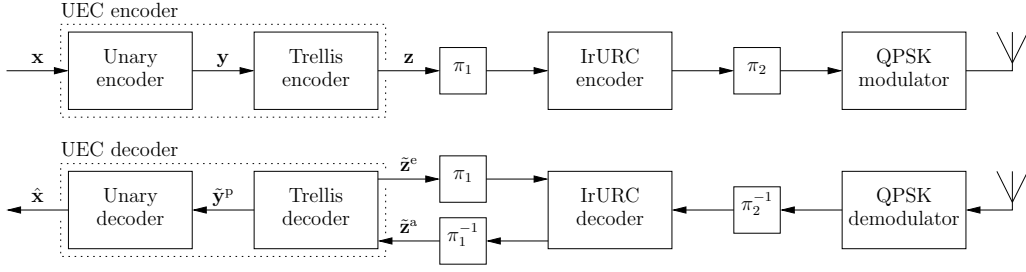 UEC encoder
x
Unary
encoder
y
Trellis
encoder
z
π₁
IrURC
encoder
π₂
QPSK
modulator
UEC decoder
x̂
Unary
decoder
ỹᵖ
Trellis
decoder
z̃ᵉ
π₁
z̃ᵃ
π₁⁻¹
IrURC
decoder
π₂⁻¹
QPSK
demodulator